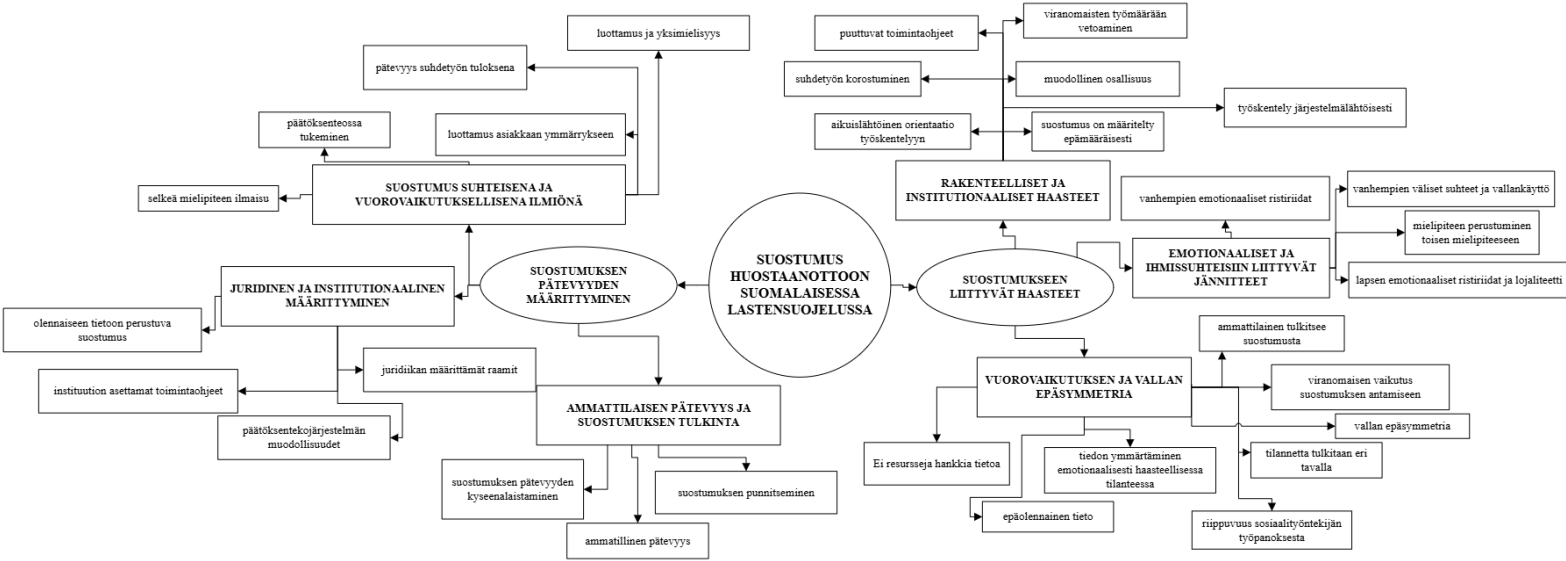 luottamus ja yksimielisyys
pätevyys suhdetyön tuloksena
päätöksenteossa
tukeminen
luottamus asiakkaan ymmärrykseen
selkeä mielipiteen ilmaisu
SUOSTUMUS SUHTEISENA JA
VUOROVAIKUTUKSELLISENA ILMIÖNÄ
JURIDINEN JA INSTITUTIONAALINEN
MÄÄRITTYMINEN
SUOSTUMUKSEN
PÄTEVYYDEN
MÄÄRITTYMINEN
olennaiseen tietoon perustuva
suostumus
juridiikan määrittämät raamit
instituution asettamat toimintaohjeet
päätöksentekojärjestelmän
muodollisuudet
AMMATTILAISEN PÄTEVYYS JA
SUOSTUMUKSEN TULKINTA
suostumuksen pätevyyden
kyseenalaistaminen
suostumuksen punnitseminen
ammatillinen pätevyys
SUOSTUMUS
HUOSTAANOTTOON
SUOMALAISESSA
LASTENSUOJELUSSA
viranomaisten työmäärään
vetoaminen
puuttuvat toimintaohjeet
suhdetyön korostuminen
muodollinen osallisuus
työskentely järjestelmälähtöisesti
aikuislähtöinen orientaatio
työskentelyyn
suostumus on määritelty
epämääräisesti
RAKENTEELLISET JA
INSTITUTIONAALISET HAASTEET
SUOSTUMUKSEEN
LIITTYVÄT HAASTEET
vanhempien emotionaaliset ristiriidat
vanhempien väliset suhteet ja vallankäyttö
mielipiteen perustuminen
toisen mielipiteeseen
EMOTIONAALISET JA
IHMISSUHTEISIIN LIITTYVÄT
JÄNNITTEET
lapsen emotionaaliset ristiriidat ja lojaliteetti
ammattilainen tulkitsee
suostumusta
VUOROVAIKUTUKSEN JA VALLAN
EPÄSYMMETRIA
viranomaisen vaikutus
suostumuksen antamiseen
vallan epäsymmetria
Ei resursseja hankkia tietoa
tiedon ymmärtäminen
emotionaalisesti haasteellisessa
tilanteessa
tilannetta tulkitaan eri
tavalla
epäolennainen tieto
riippuvuus sosiaalityöntekijän
työpanoksesta